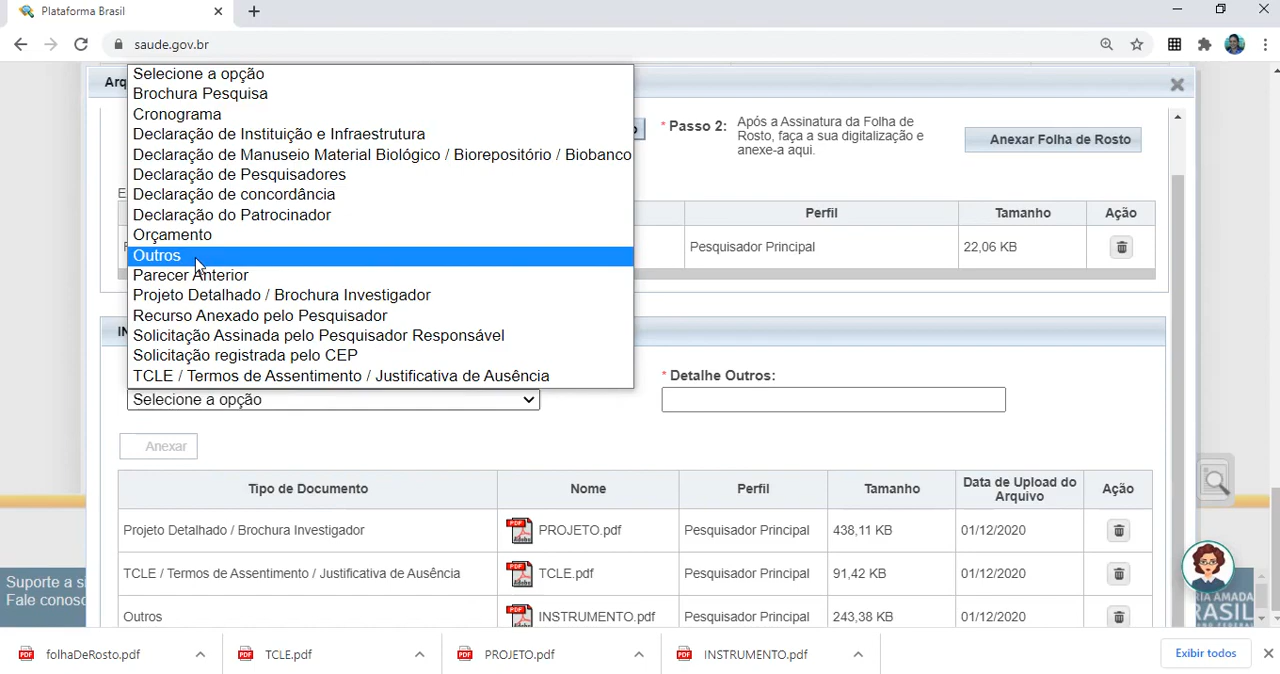 Plataforma Brasil
saude.gov.br
Arq
Selecione a opção
Brochura Pesquisa
Cronograma
Declaração de Instituição e Infraestrutura
Declaração de Manuseio Material Biológico / Biorepositório / Biobanco
Declaração de Pesquisadores
Declaração de concordância
Declaração do Patrocinador
Orçamento
Outros
Parecer Anterior
Projeto Detalhado / Brochura Investigador
Recurso Anexado pelo Pesquisador
Solicitação Assinada pelo Pesquisador Responsável
Solicitação registrada pelo CEP
TCLE / Termos de Assentimento / Justificativa de Ausência
Selecione a opção
* Passo 2:
Após a Assinatura da Folha de
Rosto, faça a sua digitalização e
anexe-a aqui.
Anexar Folha de Rosto
Perfil Tamanho Ação
Pesquisador Principal 22,06 KB
* Detalhe Outros:
Anexar
Tipo de Documento Nome Perfil Tamanho Data de Upload do
Arquivo Ação
Projeto Detalhado / Brochura Investigador PROJETO.pdf Pesquisador Principal 438,11 KB 01/12/2020
TCLE / Termos de Assentimento / Justificativa de Ausência TCLE.pdf Pesquisador Principal 91,42 KB 01/12/2020
Outros INSTRUMENTO.pdf Pesquisador Principal 243,38 KB 01/12/2020
Suporte a si
Fale conos
RIA AMADA
BRASIL
folhaDeRosto.pdf TCLE.pdf PROJETO.pdf INSTRUMENTO.pdf Exibir todos